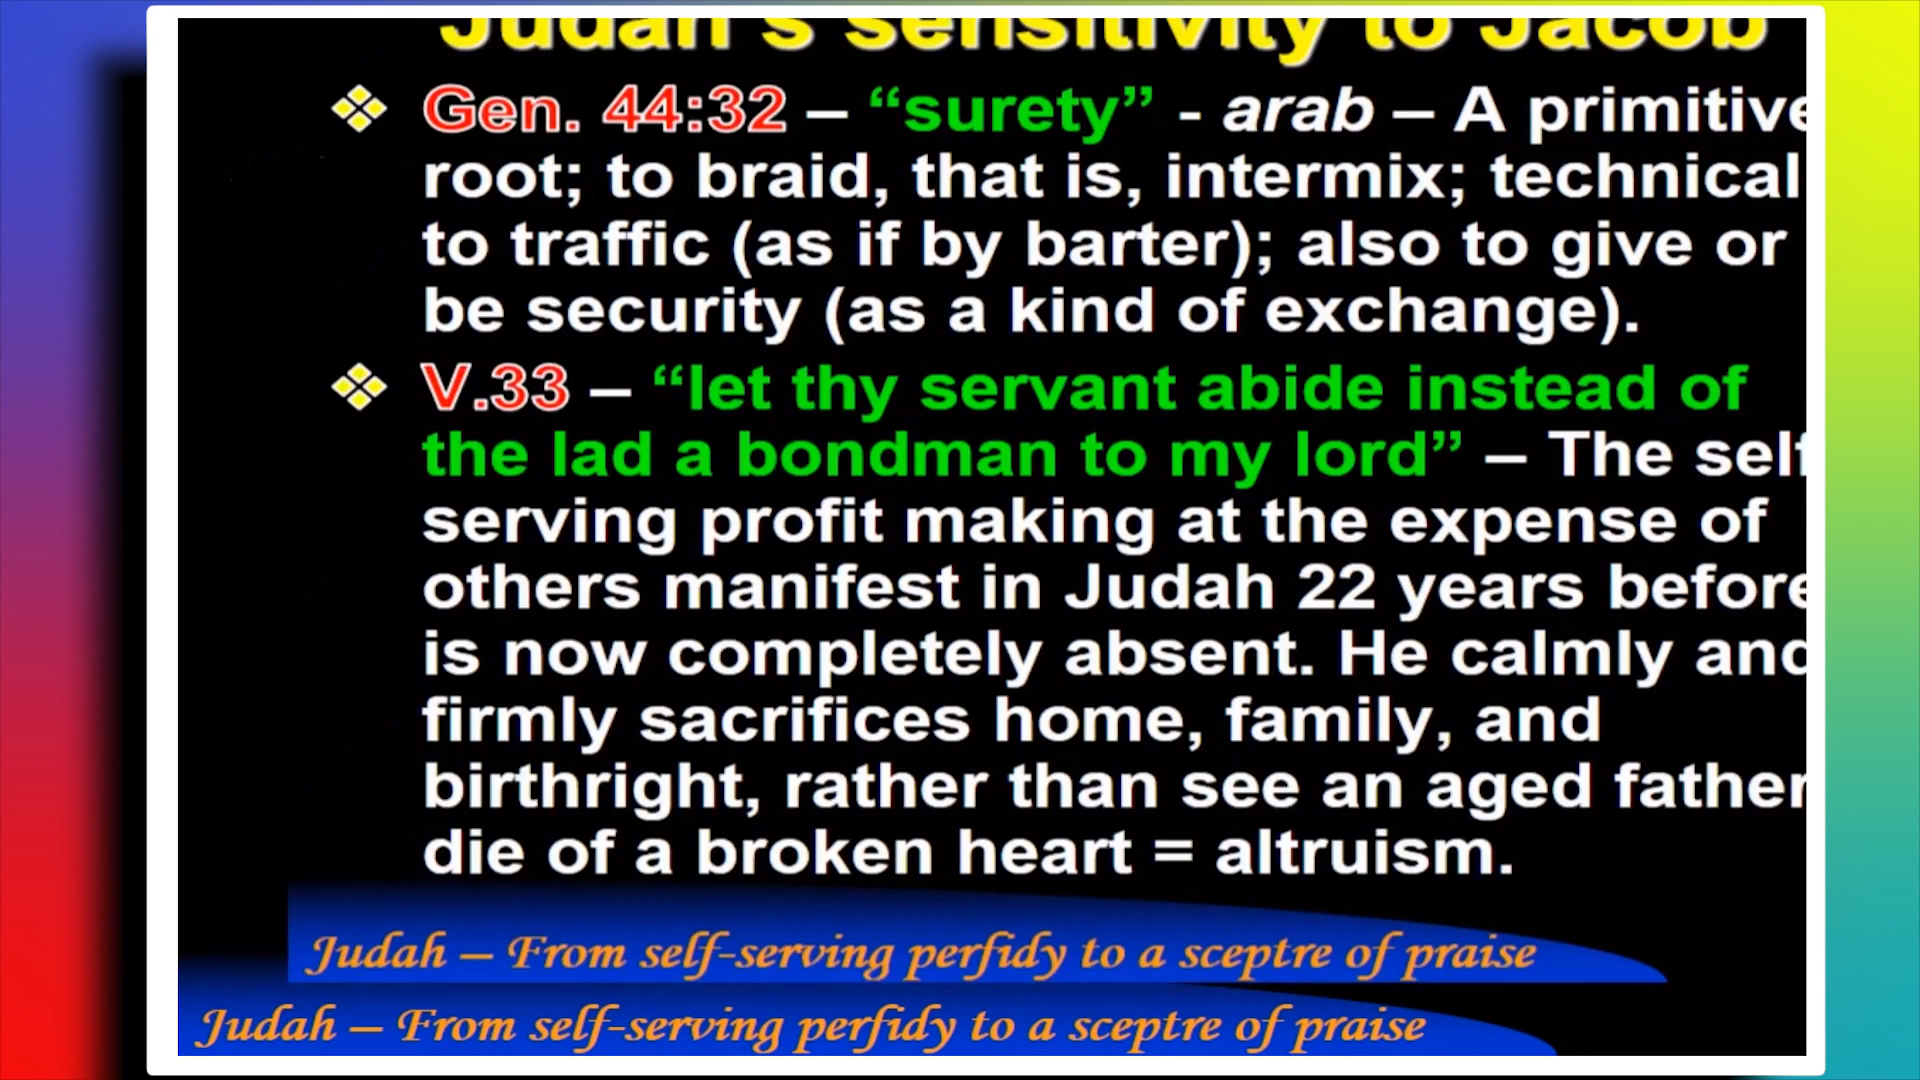 Judah's sensitivity to Jacob
Gen. 44:32 – “surety” - arab – A primitive
root; to braid, that is, intermix; technical
to traffic (as if by barter); also to give or
be security (as a kind of exchange).
V.33 – “let thy servant abide instead of
the lad a bondman to my lord” – The self
serving profit making at the expense of
others manifest in Judah 22 years before
is now completely absent. He calmly and
firmly sacrifices home, family, and
birthright, rather than see an aged father
die of a broken heart = altruism.
Judah – From self-serving perfidy to a sceptre of praise
Judah – From self-serving perfidy to a sceptre of praise